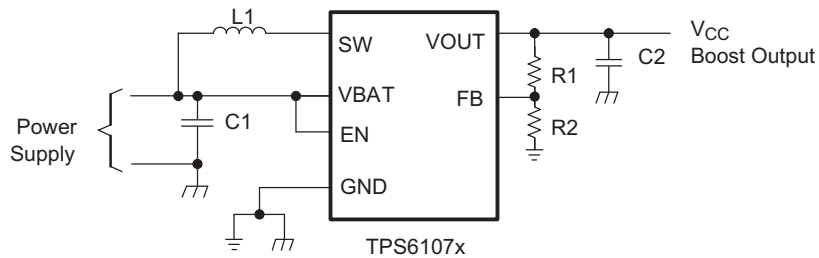 L1
SW
VOUT
VCC
Boost Output
C2
R1
VBAT
FB
C1
Power
Supply
EN
R2
GND
TPS6107x